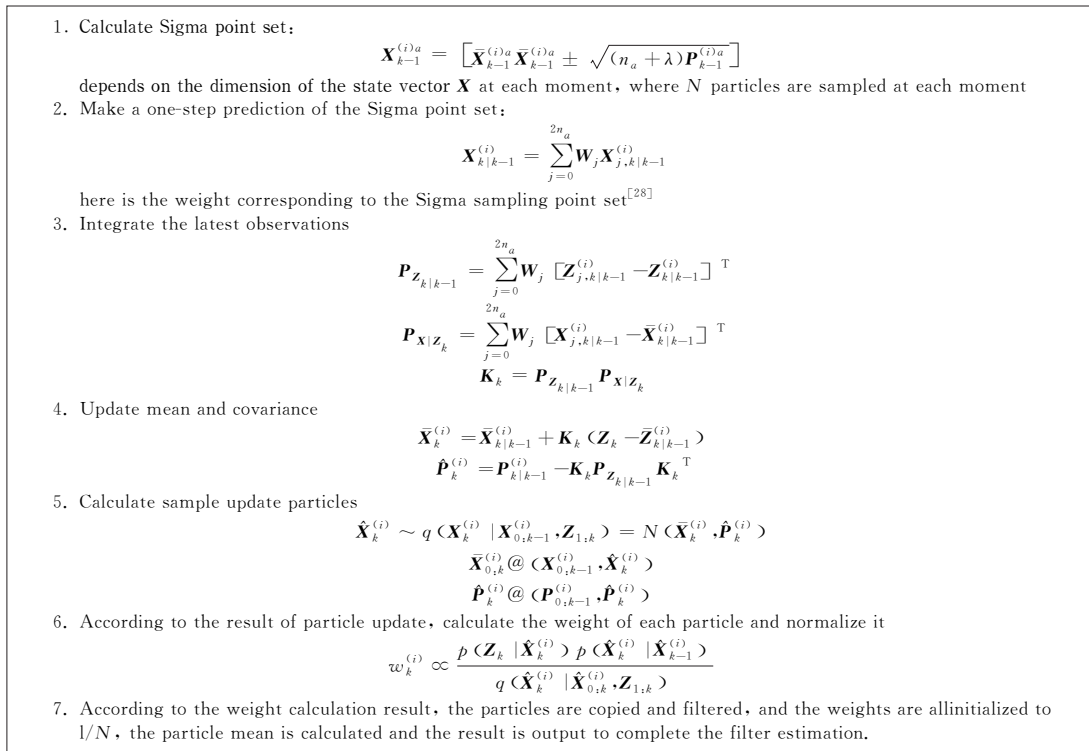 1. Calculate Sigma point set:
X_{k-1}^{(i)a} = [X̄_{k-1}^{(i)a} X̄_{k-1}^{(i)a} ± √((n_a + λ)P_{k-1}^{(i)a})]
depends on the dimension of the state vector X at each moment, where N particles are sampled at each moment
2. Make a one-step prediction of the Sigma point set:
X_{k|k-1}^{(i)} = ∑_{j=0}^{2n_a} W_j X_{j,k|k-1}^{(i)}
here is the weight corresponding to the Sigma sampling point set^{[28]}
3. Integrate the latest observations
P_{Z_{k|k-1}} = ∑_{j=0}^{2n_a} W_j [Z_{j,k|k-1}^{(i)} − Z_{k|k-1}^{(i)}]^T
P_{X|Z_k} = ∑_{j=0}^{2n_a} W_j [X_{j,k|k-1}^{(i)} − X̄_{k|k-1}^{(i)}]^T
K_k = P_{Z_{k|k-1}} P_{X|Z_k}
4. Update mean and covariance
X̄_k^{(i)} = X̄_{k|k-1}^{(i)} + K_k (Z_k − Z̄_{k|k-1}^{(i)})
P̂_k^{(i)} = P_{k|k-1}^{(i)} − K_k P_{Z_{k|k-1}} K_k^T
5. Calculate sample update particles
X̂_k^{(i)} ~ q (X_k^{(i)} | X_{0:k-1}^{(i)}, Z_{1:k}) = N (X̄_k^{(i)}, P̂_k^{(i)})
X̄_{0:k}^{(i)} @ (X_{0:k-1}^{(i)}, X̂_k^{(i)})
P̂_k^{(i)} @ (P_{0:k-1}^{(i)}, P̂_k^{(i)})
6. According to the result of particle update, calculate the weight of each particle and normalize it
w_k^{(i)} ∝ p (Z_k | X̂_k^{(i)}) p (X̂_k^{(i)} | X̂_{k-1}^{(i)}) / q (X̂_k^{(i)} | X̂_{0:k}^{(i)}, Z_{1:k})
7. According to the weight calculation result, the particles are copied and filtered, and the weights are allinitialized to
l/N, the particle mean is calculated and the result is output to complete the filter estimation.